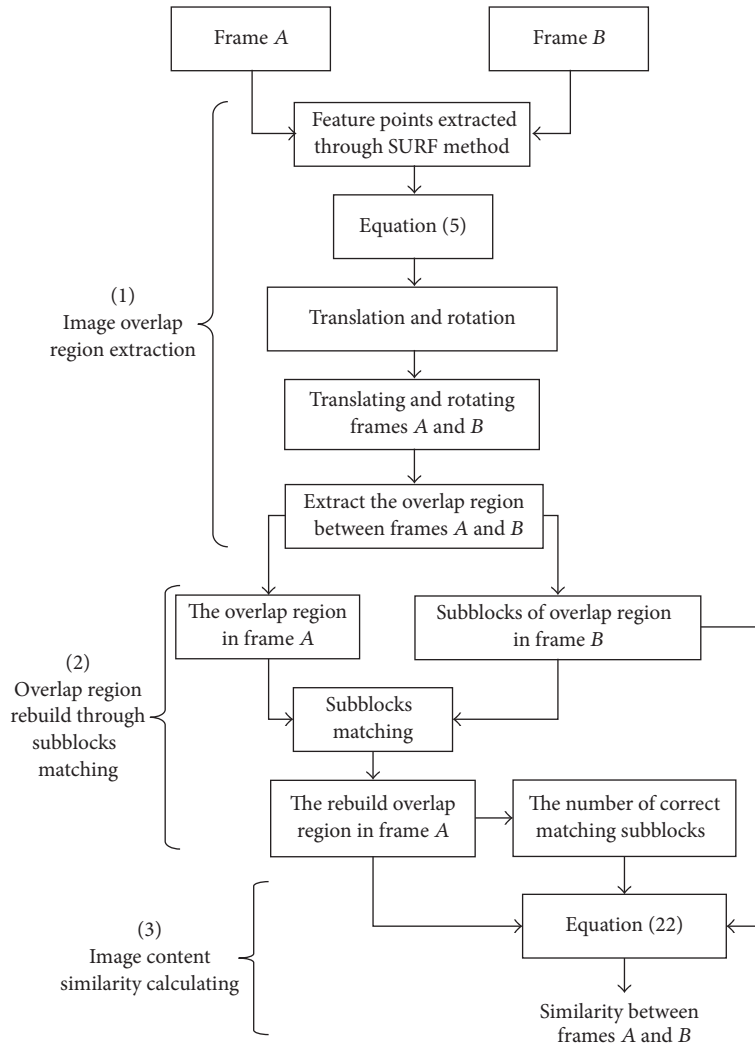 Frame A
Frame B
Feature points extracted
through SURF method
Equation (5)
(1)
Image overlap
region extraction
Translation and rotation
Translating and rotating
frames A and B
Extract the overlap region
between frames A and B
The overlap region
in frame A
Subblocks of overlap region
in frame B
(2)
Overlap region
rebuild through
subblocks
matching
Subblocks
matching
The rebuild overlap
region in frame A
The number of correct
matching subblocks
(3)
Image content
similarity calculating
Equation (22)
Similarity between
frames A and B